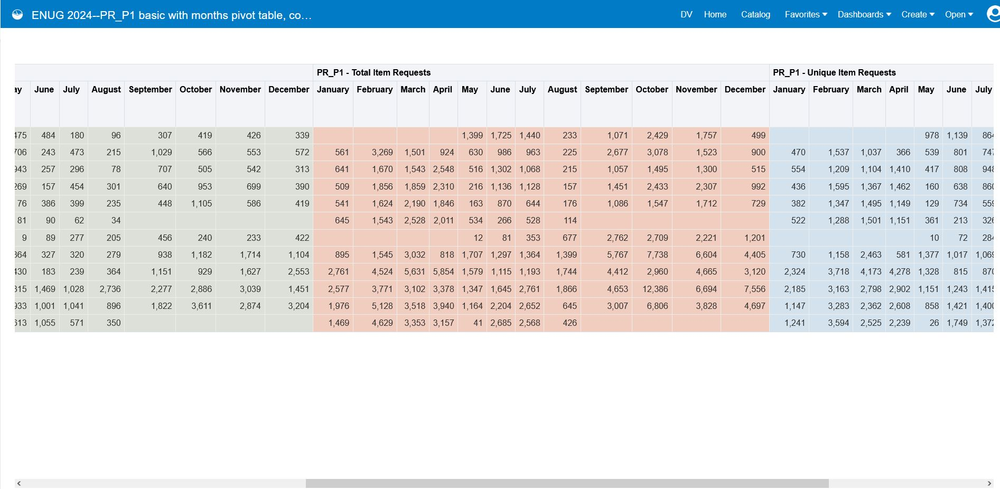 ENUG 2024--PR_P1 basic with months pivot table, co… DV Home Catalog Favorites Dashboards Create Open
PR_P1 - Total Item Requests PR_P1 - Unique Item Requests
ay June July August September October November December January February March April May June July August September October November December January February March April May June July
475 484 180 96 307 419 426 339 1,399 1,725 1,440 233 1,071 2,429 1,757 499 978 1,139 864
706 243 473 215 1,029 566 553 572 561 3,269 1,501 924 630 986 963 225 2,677 3,078 1,523 900 470 1,537 1,037 366 539 801 747
943 257 296 78 707 505 542 313 641 1,670 1,543 2,548 516 1,302 1,068 215 1,057 1,495 1,300 515 554 1,209 1,104 1,410 417 808 948
269 157 454 301 640 953 699 390 509 1,856 1,859 2,310 216 1,136 1,128 157 1,451 2,433 2,307 992 436 1,595 1,367 1,462 160 638 860
76 386 399 235 448 1,105 586 419 541 1,624 2,190 1,846 163 870 644 176 1,086 1,547 1,712 729 382 1,347 1,495 1,149 129 734 559
81 90 62 34 645 1,543 2,528 2,011 534 266 528 114 522 1,288 1,501 1,151 361 213 326
9 89 277 205 456 240 233 422 12 81 353 677 2,762 2,709 2,221 1,201 10 72 284
364 327 320 279 938 1,182 1,714 1,104 895 1,545 3,032 818 1,707 1,297 1,364 1,399 5,767 7,738 6,604 4,405 730 1,158 2,463 581 1,377 1,017 1,069
430 183 239 364 1,151 929 1,627 2,553 2,761 4,524 5,631 5,854 1,579 1,115 1,193 1,744 4,412 2,960 4,665 3,120 2,324 3,718 4,173 4,278 1,328 815 870
315 1,469 1,028 2,736 2,277 2,886 3,039 1,451 2,577 3,771 3,102 3,378 1,347 1,645 2,761 1,866 4,653 12,386 6,694 7,556 2,185 3,163 2,798 2,902 1,151 1,243 1,415
933 1,001 1,041 896 1,822 3,611 2,874 3,204 1,976 5,128 3,518 3,940 1,164 2,204 2,652 645 3,007 6,806 3,828 4,697 1,147 3,283 2,362 2,608 858 1,421 1,400
613 1,055 571 350 1,469 4,629 3,353 3,157 41 2,685 2,568 426 1,241 3,594 2,525 2,239 26 1,749 1,372